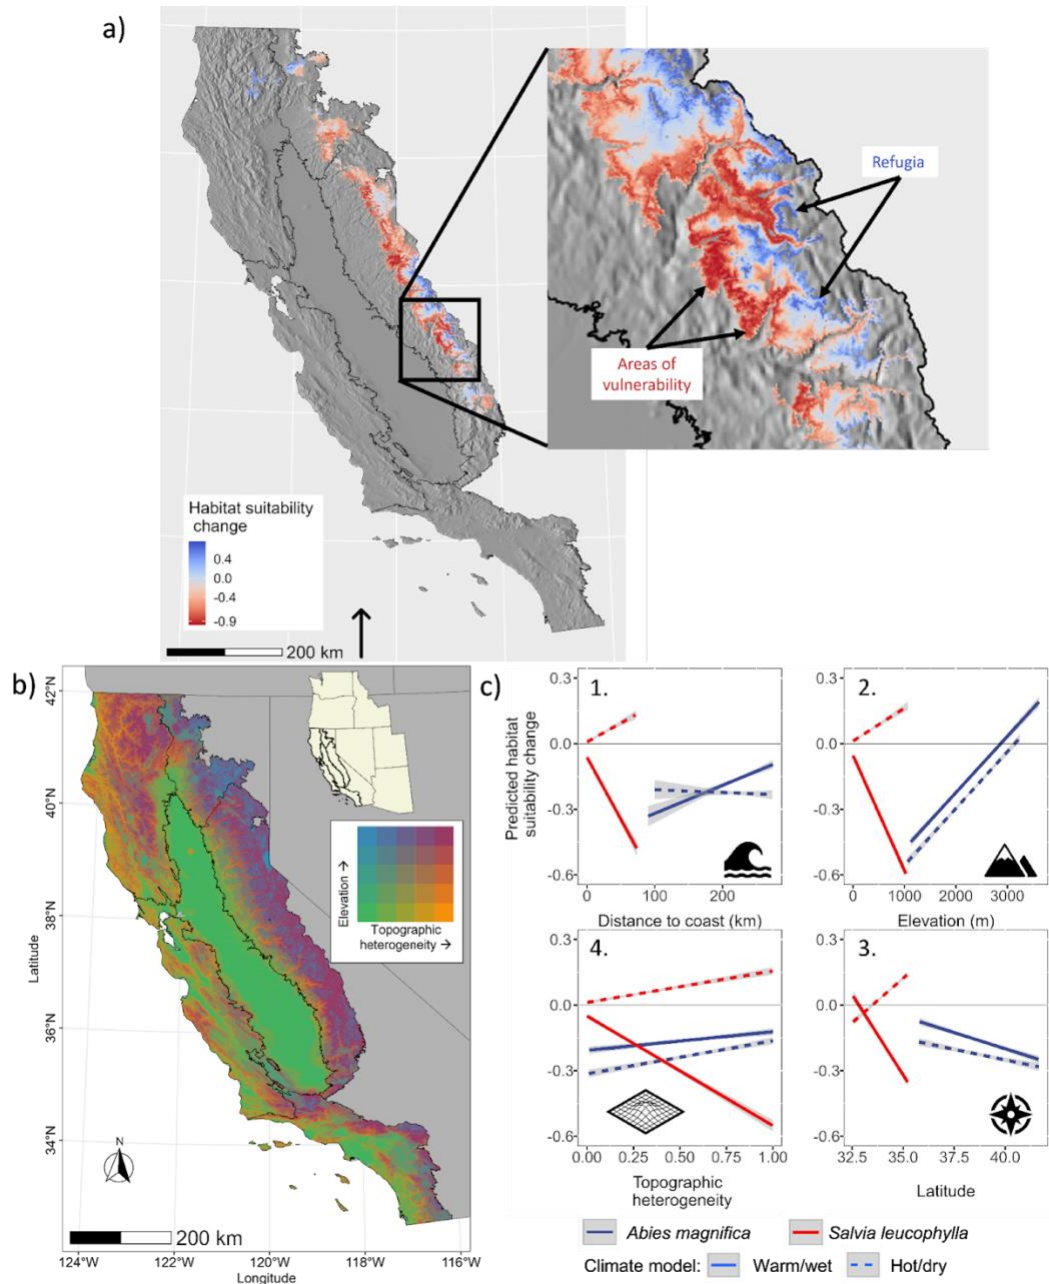 a)
Refugia
Areas of
vulnerability
Habitat suitability
change
0.4
0.0
-0.4
-0.9
200 km
b)
42°N
40°N
38°N
36°N
34°N
Latitude
Elevation →
Topographic
heterogeneity →
N
200 km
124°W
122°W
120°W
118°W
116°W
Longitude
c)
Predicted habitat
suitability change
1.
0.3
0.0
-0.3
-0.6
0
100
200
Distance to coast (km)
2.
0.3
0.0
-0.3
-0.6
0
1000
2000
3000
Elevation (m)
4.
-0.3
0.0
-0.3
-0.6
0.00
0.25
0.50
0.75
1.00
Topographic
heterogeneity
3.
-0.3
0.0
-0.3
-0.6
32.5
35.0
37.5
40.0
Latitude
Abies magnifica
Salvia leucophylla
Climate model:
Warm/wet
Hot/dry